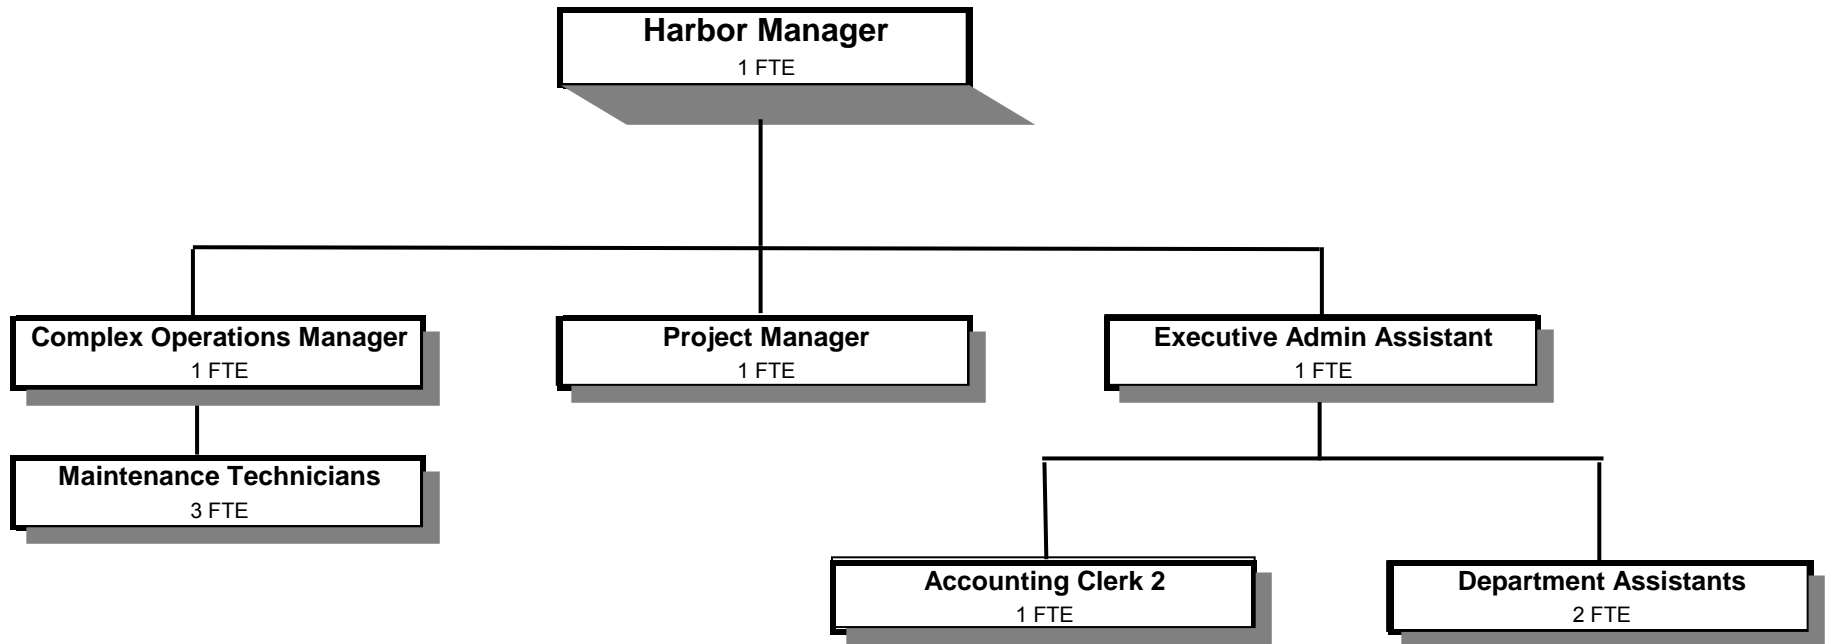 Harbor Manager
1 FTE
Complex Operations Manager
1 FTE
Project Manager
1 FTE
Executive Admin Assistant
1 FTE
Maintenance Technicians
3 FTE
Accounting Clerk 2
1 FTE
Department Assistants
2 FTE